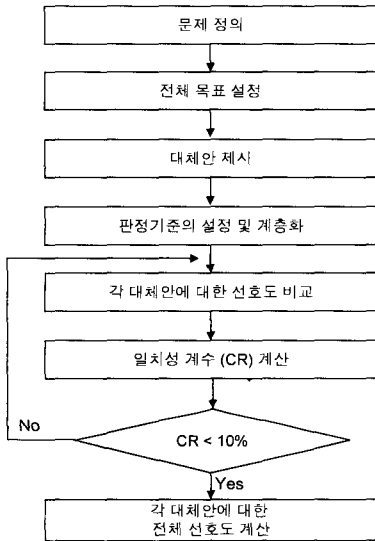 문제 정의
전체 목표 설정
대체안 제시
판정기준의 설정 및 계층화
각 대체안에 대한 선호도 비교
일치성 계수 (CR) 계산
No
CR < 10%
Yes
각 대체안에 대한
전체 선호도 계산